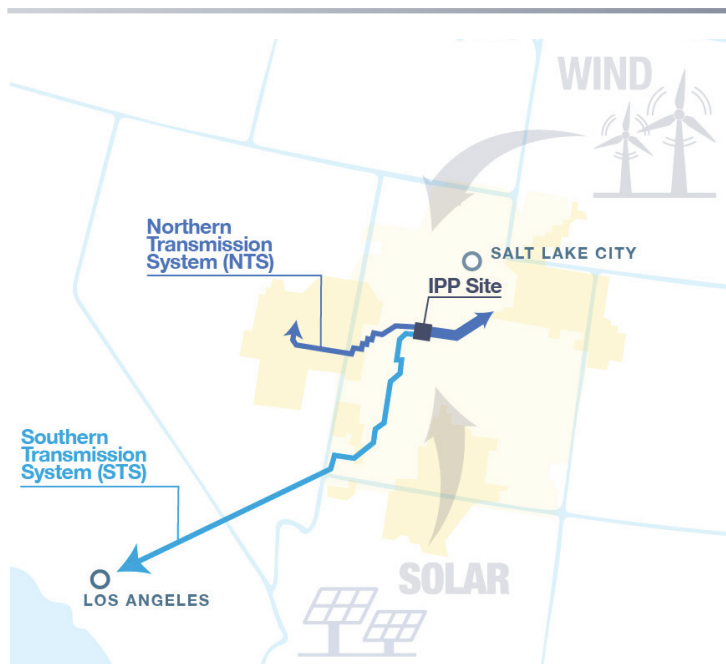 WIND
Northern
Transmission
System (NTS)
SALT LAKE CITY
IPP Site
Southern
Transmission
System (STS)
SOLAR
LOS ANGELES